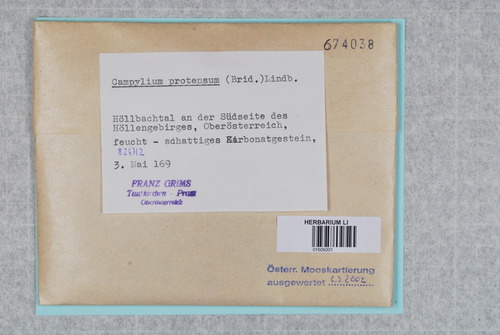 674038
Campylium protensum (Brid.)Lindb.
Höllbachtal an der Südseite des
Höllengebirges, Oberösterreich,
feucht - schattiges Karbonatgestein,
3. Mai 169
FRANZ GRIMS
Taufkirchen - Pram
Oberösterreich
HERBARIUM LI
Österr. Mooskartierung
ausgewertet